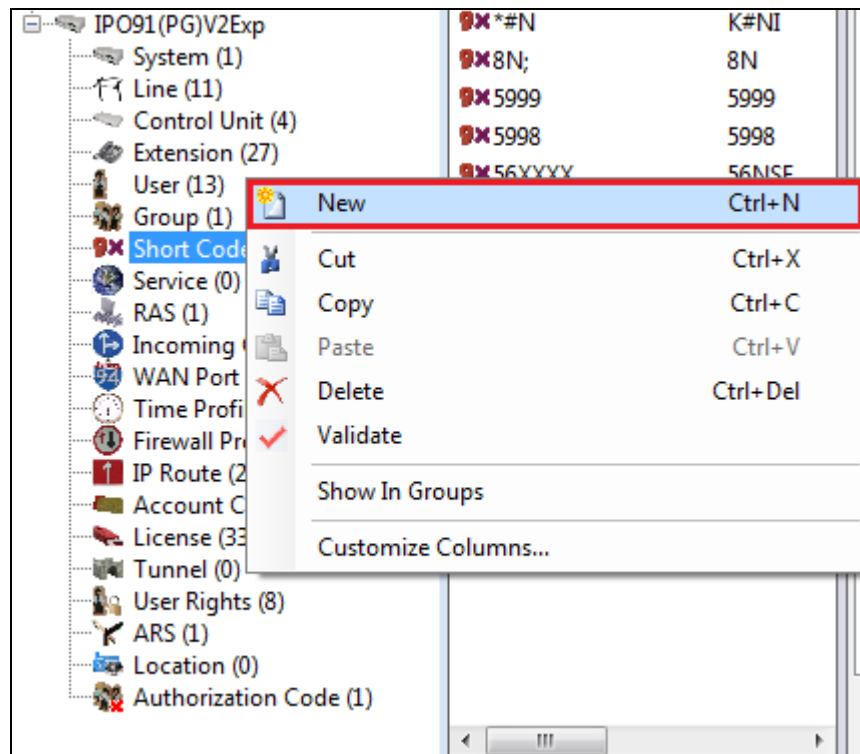 IPO91(PG)V2Exp
System (1)
Line (11)
Control Unit (4)
Extension (27)
User (13)
Group (1)
Short Code
Service (0)
RAS (1)
Incoming
WAN Port
Time Profi
Firewall Pr
IP Route (2
Account C
License (33
Tunnel (0)
User Rights (8)
ARS (1)
Location (0)
Authorization Code (1)
*#N K#NI
8N; 8N
5999 5999
5998 5998
56XXXX 56NSF
New Ctrl+N
Cut Ctrl+X
Copy Ctrl+C
Paste Ctrl+V
Delete Ctrl+Del
Validate
Show In Groups
Customize Columns...